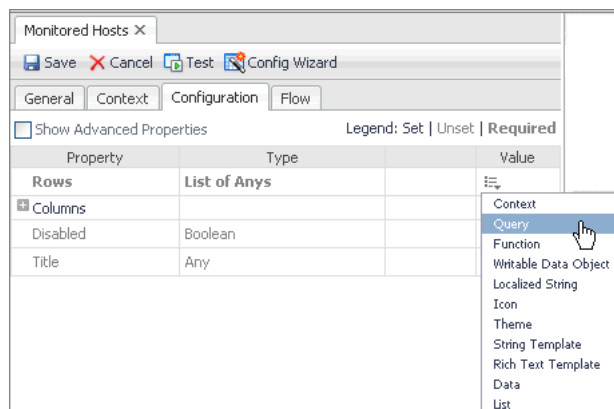 Monitored Hosts
Save Cancel Test Config Wizard
General Context Configuration Flow
Show Advanced Properties Legend: Set | Unset | Required
Property Type Value
Rows List of Anys
Columns
Disabled Boolean
Title Any
Context
Query
Function
Writable Data Object
Localized String
Icon
Theme
String Template
Rich Text Template
Data
List